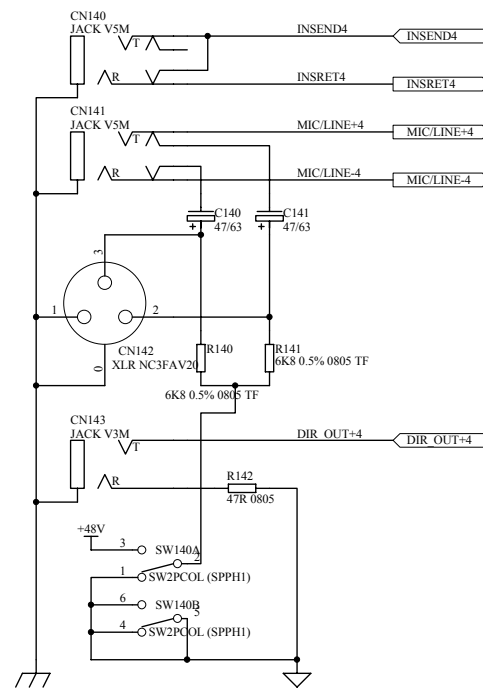 CN140
JACK V5M
T
INSEND4
INSEND4
R
INSRET4
INSRET4
CN141
JACK V5M
T
MIC/LINE+4
MIC/LINE+4
R
MIC/LINE-4
MIC/LINE-4
C140
47/63
+
C141
47/63
+
3
1
2
0
CN142
XLR NC3FAV20
R140
6K8 0.5% 0805 TF
R141
6K8 0.5% 0805 TF
CN143
JACK V3M
T
DIR_OUT+4
DIR_OUT+4
R
R142
47R 0805
+48V
3
SW140A
2
1
SW2PCOL (SPPH1)
6
SW140B
5
4
SW2PCOL (SPPH1)